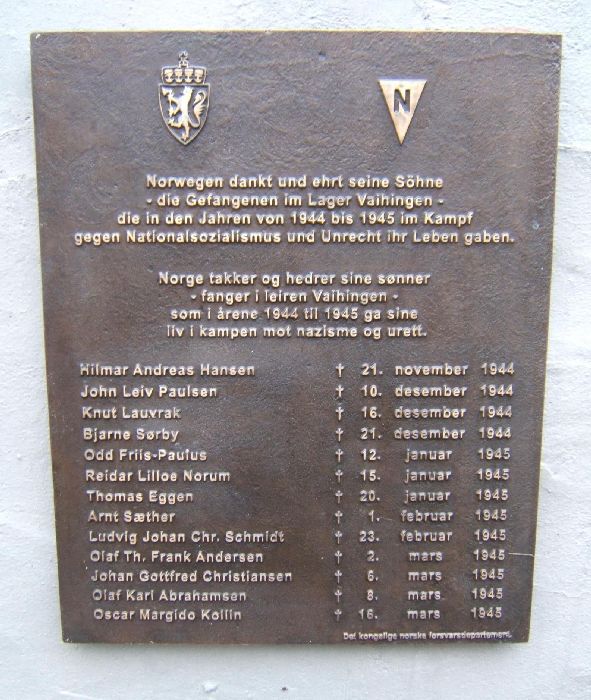 N
Norwegen dankt und ehrt seine Söhne
- die Gefangenen im Lager Vaihingen -
die in den Jahren von 1944 bis 1945 im Kampf
gegen Nationalsozialismus und Unrecht ihr Leben gaben.
Norge takker og hedrer sine sønner
- fanger i leiren Vaihingen -
som i årene 1944 til 1945 ga sine
liv i kampen mot nazisme og urett.
Hilmar Andreas Hansen † 21. november 1944
John Leiv Paulsen † 10. desember 1944
Knut Lauvrak † 16. desember 1944
Bjarne Sørby † 21. desember 1944
Odd Friis-Paulus † 12. januar 1945
Reidar Lilloe Norum † 15. januar 1945
Thomas Eggen † 20. januar 1945
Arnt Sæther † 1. februar 1945
Ludvig Johan Chr. Schmidt † 23. februar 1945
Olaf Th. Frank Andersen † 2. mars 1945
Johan Gottfred Christiansen † 6. mars 1945
Olaf Karl Abrahamsen † 8. mars 1945
Oscar Margido Kollin † 16. mars 1945
Det kongelige norske forsvarsdepartement.